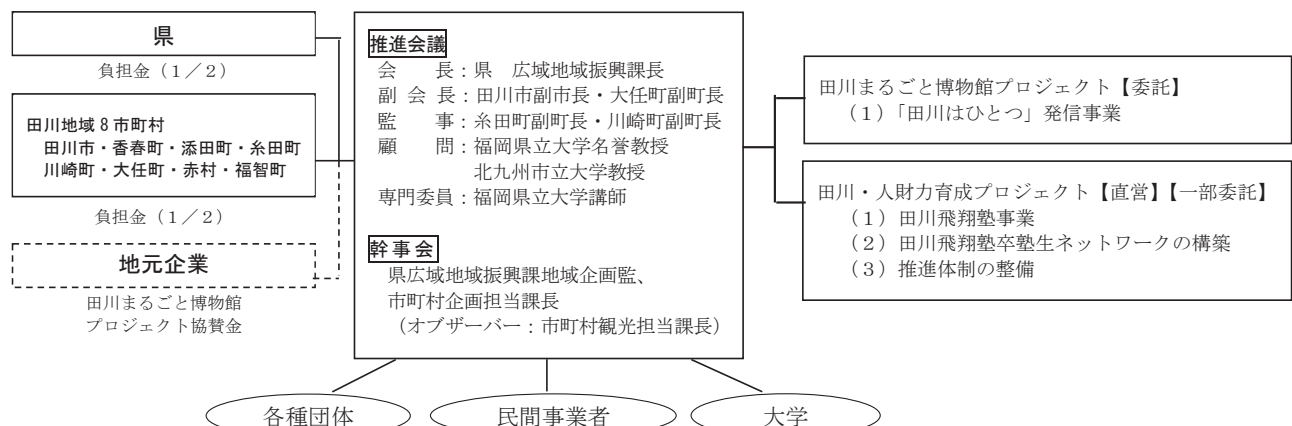 県
負担金（１／２）
田川地域８市町村
田川市・香春町・添田町・糸田町
川崎町・大任町・赤村・福智町
負担金（１／２）
地元企業
田川まるごと博物館
プロジェクト協賛金
推進会議
会　　長：県　広域地域振興課長
副 会 長：田川市副市長・大任町副町長
監　　事：糸田町副町長・川崎町副町長
顧　　問：福岡県立大学名誉教授
北九州市立大学教授
専門委員：福岡県立大学講師
幹事会
県広域地域振興課地域企画監、
市町村企画担当課長
（オブザーバー：市町村観光担当課長）
田川まるごと博物館プロジェクト【委託】
（１）「田川はひとつ」発信事業
田川・人財力育成プロジェクト【直営】【一部委託】
（１）田川飛翔塾事業
（２）田川飛翔塾卒塾生ネットワークの構築
（３）推進体制の整備
各種団体
民間事業者
大学